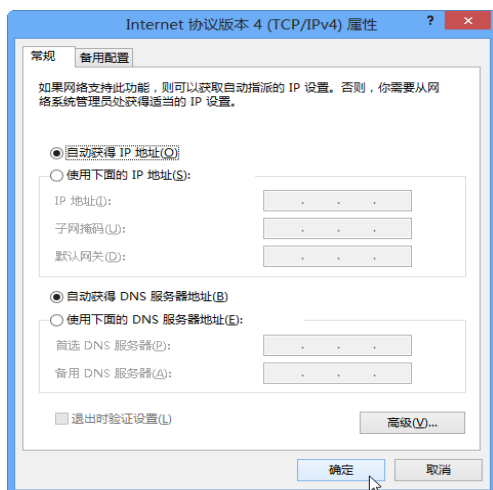 Internet 协议版本 4 (TCP/IPv4) 属性
? ×
常规 备用配置
如果网络支持此功能，则可以获取自动指派的 IP 设置。否则，你需要从网
络系统管理员处获得适当的 IP 设置。
自动获得 IP 地址(O)
使用下面的 IP 地址(S):
IP 地址(I):
子网掩码(U):
默认网关(D):
自动获得 DNS 服务器地址(B)
使用下面的 DNS 服务器地址(E):
首选 DNS 服务器(P):
备用 DNS 服务器(A):
退出时验证设置(L)
高级(V)...
确定 取消